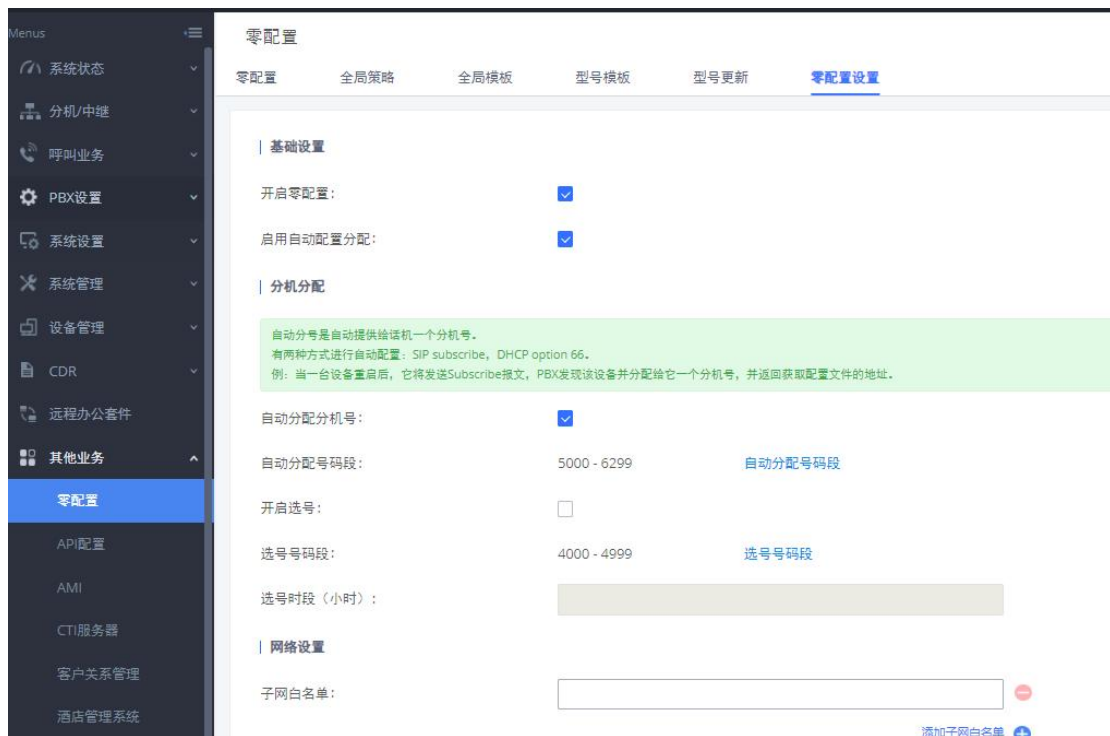 Menus
系统状态
分机/中继
呼叫业务
PBX设置
系统设置
系统管理
设备管理
CDR
远程办公套件
其他业务
零配置
API配置
AMI
CTI服务器
客户关系管理
酒店管理系统
零配置
零配置 全局策略 全局模板 型号模板 型号更新 零配置设置
基础设置
开启零配置:
启用自动配置分配:
分机分配
自动分号是自动提供给话机一个分机号。
有两种方式进行自动配置: SIP subscribe, DHCP option 66。
例: 当一台设备重启后, 它将发送Subscribe报文, PBX发现该设备并分配给它一个分机号, 并返回获取配置文件的地址。
自动分配分机号:
自动分配号码段: 5000 - 6299 自动分配号码段
开启选号:
选号号码段: 4000 - 4999 选号号码段
选号时段（小时）:
网络设置
子网白名单:
添加子网白名单